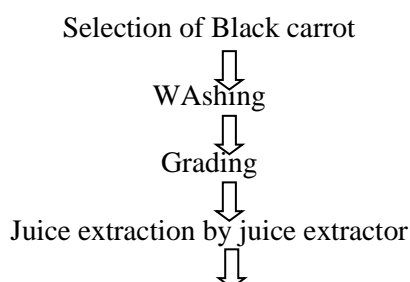 Selection of Black carrot
WAshing
Grading
Juice extraction by juice extractor